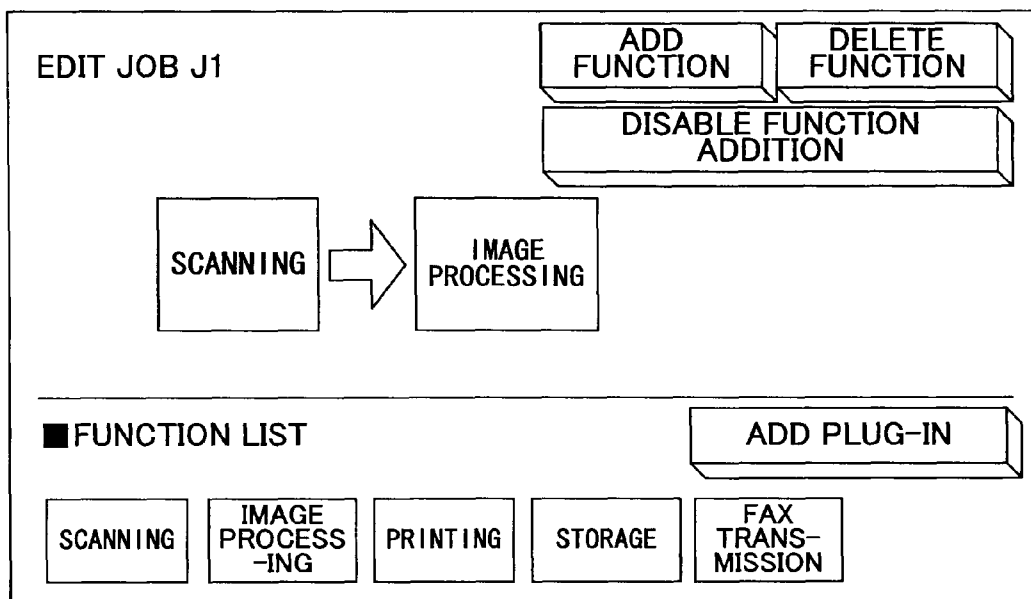 EDIT JOB J1
ADD
FUNCTION
DELETE
FUNCTION
DISABLE FUNCTION
ADDITION
SCANNING
IMAGE
PROCESSING
■FUNCTION LIST
ADD PLUG-IN
SCANNING
IMAGE
PROCESS
-ING
PRINTING
STORAGE
FAX
TRANS-
MISSION